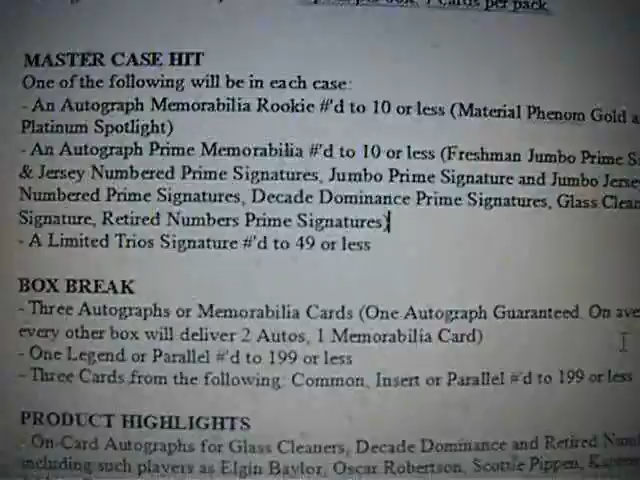 7 cards per pack
MASTER CASE HIT
One of the following will be in each case:
- An Autograph Memorabilia Rookie #'d to 10 or less (Material Phenom Gold
Platinum Spotlight)
- An Autograph Prime Memorabilia #'d to 10 or less (Freshman Jumbo Prime
& Jersey Numbered Prime Signatures, Jumbo Prime Signature and Jumbo
Numbered Prime Signatures, Decade Dominance Prime Signatures, Glass
Signature, Retired Numbers Prime Signatures)
- A Limited Trios Signature #'d to 49 or less
BOX BREAK
- Three Autographs or Memorabilia Cards (One Autograph Guaranteed. On
every other box will deliver 2 Autos, 1 Memorabilia Card)
- One Legend or Parallel #'d to 199 or less
- Three Cards from the following: Common, Insert or Parallel #'d to 199 or less
PRODUCT HIGHLIGHTS
- On-Card Autographs for Glass Cleaners, Decade Dominance and Retired
including such players as Elgin Baylor, Oscar Robertson, Scottie Pippen,